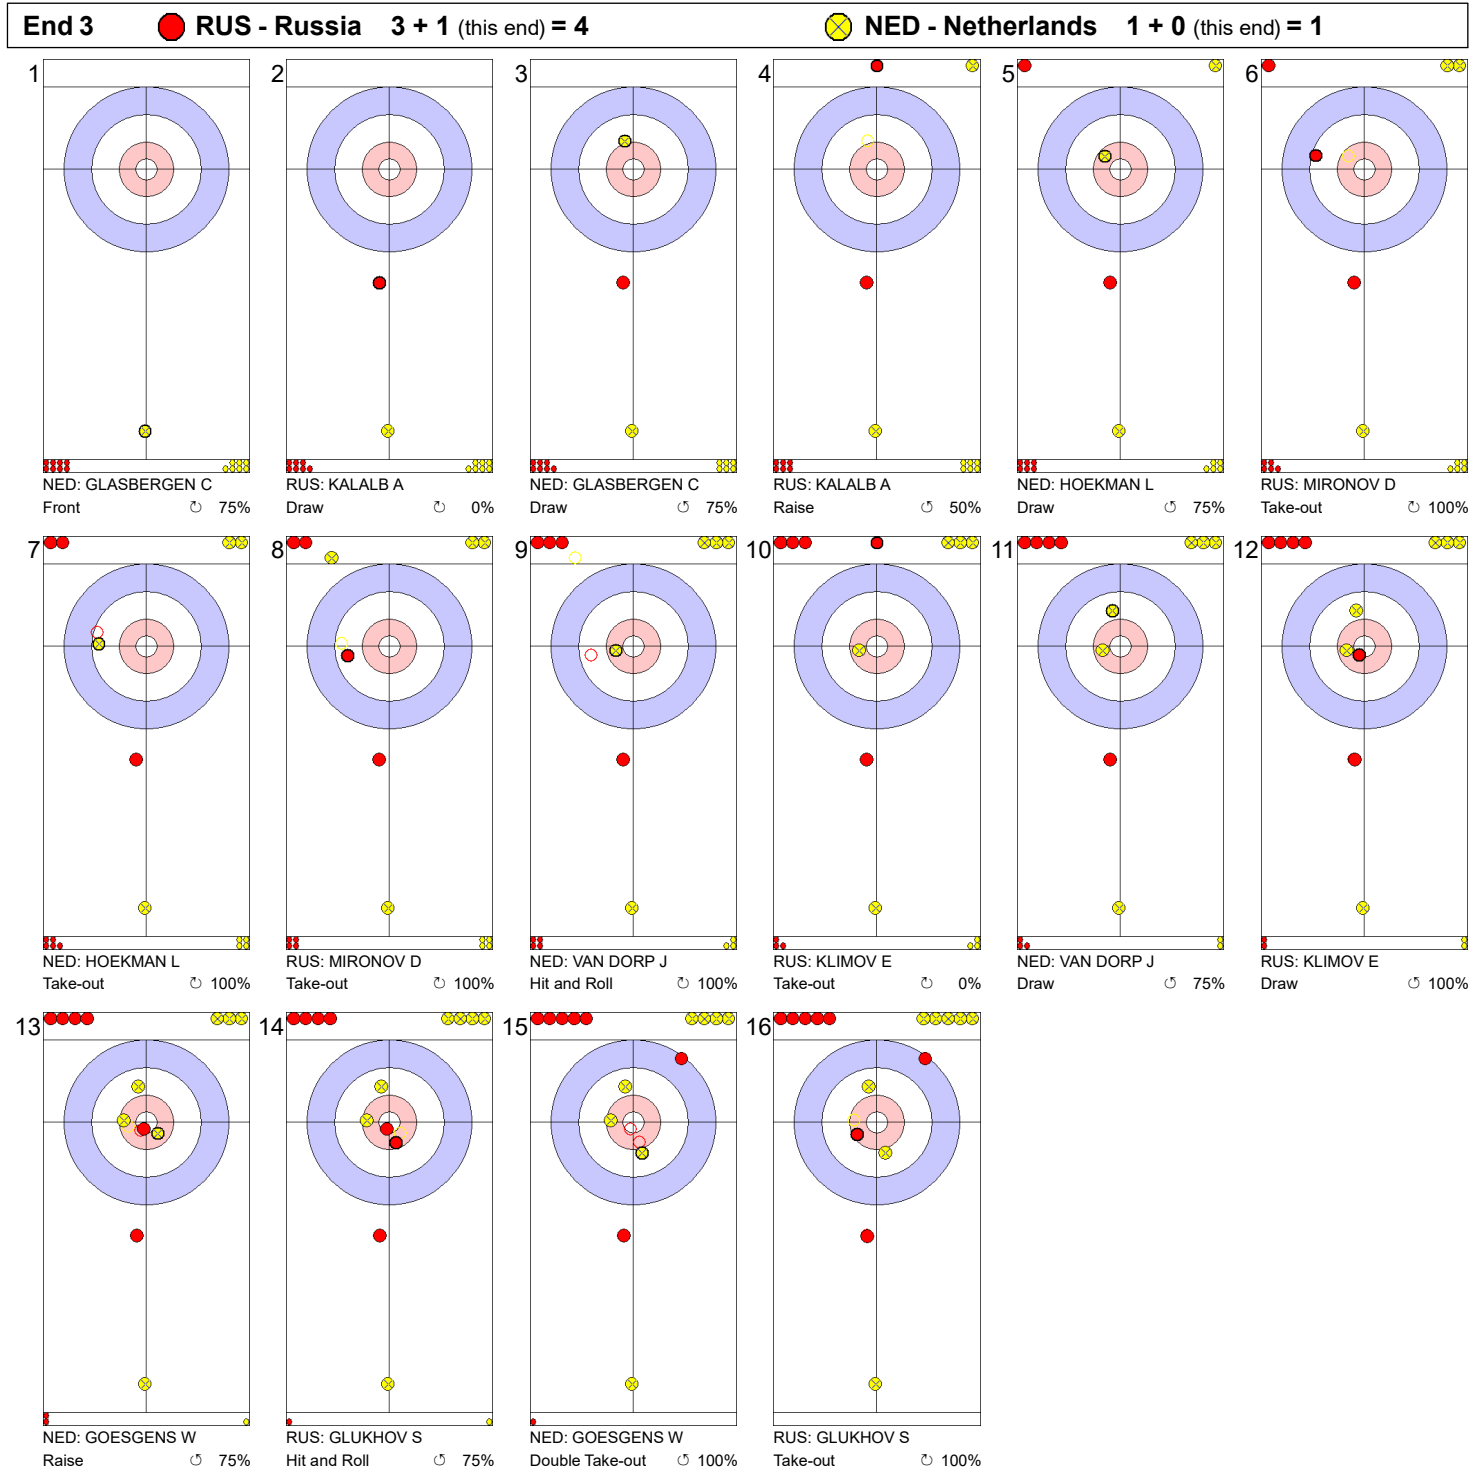 End 3 RUS - Russia 3 + 1 (this end) = 4 NED - Netherlands 1 + 0 (this end) = 1
1 2 3 4 5 6
NED: GLASBERGEN C RUS: KALALB A NED: GLASBERGEN C RUS: KALALB A NED: HOEKMAN L RUS: MIRONOV D
Front ↻ 75% Draw ↻ 0% Draw ↺ 75% Raise ↺ 50% Draw ↺ 75% Take-out ↻ 100%
7 8 9 10 11 12
NED: HOEKMAN L RUS: MIRONOV D NED: VAN DORP J RUS: KLIMOV E NED: VAN DORP J RUS: KLIMOV E
Take-out ↻ 100% Take-out ↻ 100% Hit and Roll ↻ 100% Take-out ↻ 0% Draw ↺ 75% Draw ↻ 100%
13 14 15 16
NED: GOESGENS W RUS: GLUKHOV S NED: GOESGENS W RUS: GLUKHOV S
Raise ↺ 75% Hit and Roll ↺ 75% Double Take-out ↺ 100% Take-out ↺ 100%